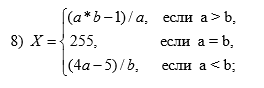 8) X = { (a * b − 1) / a, если a > b,
255, если a = b,
(4a − 5) / b, если a < b;